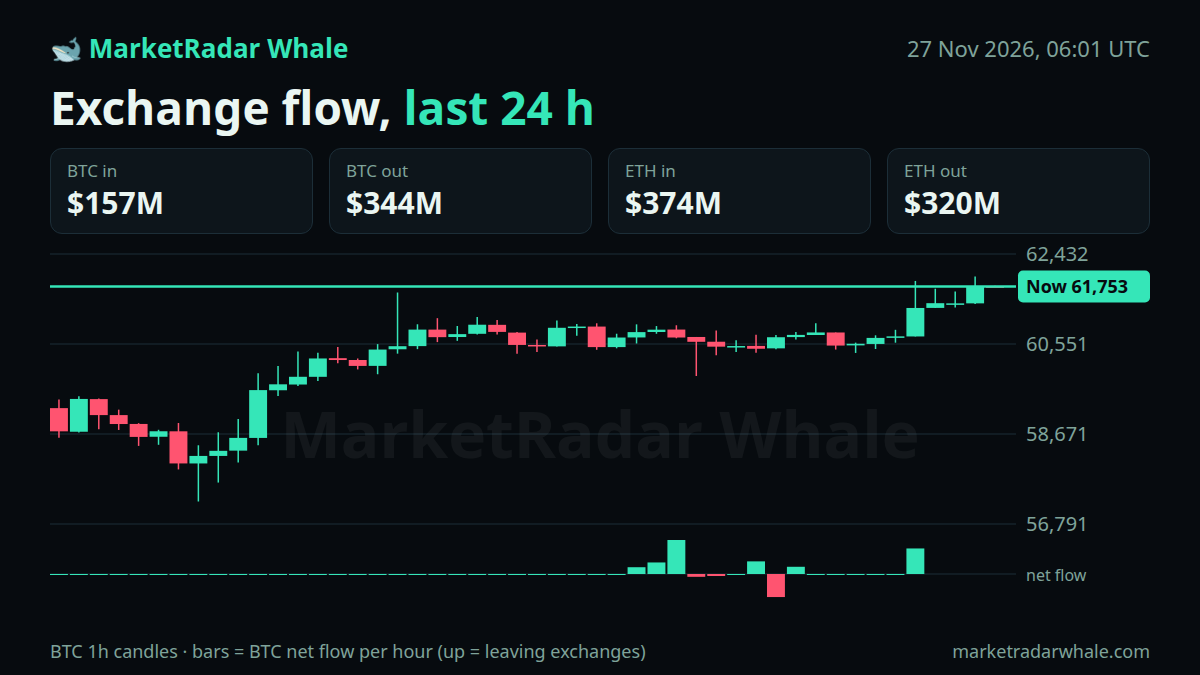 🐳 MarketRadar Whale
27 Nov 2026, 06:01 UTC
Exchange flow, last 24 h
BTC in
$157M
BTC out
$344M
ETH in
$374M
ETH out
$320M
62,432
Now 61,753
60,551
58,671
56,791
MarketRadar Whale
net flow
BTC 1h candles · bars = BTC net flow per hour (up = leaving exchanges)
marketradarwhale.com